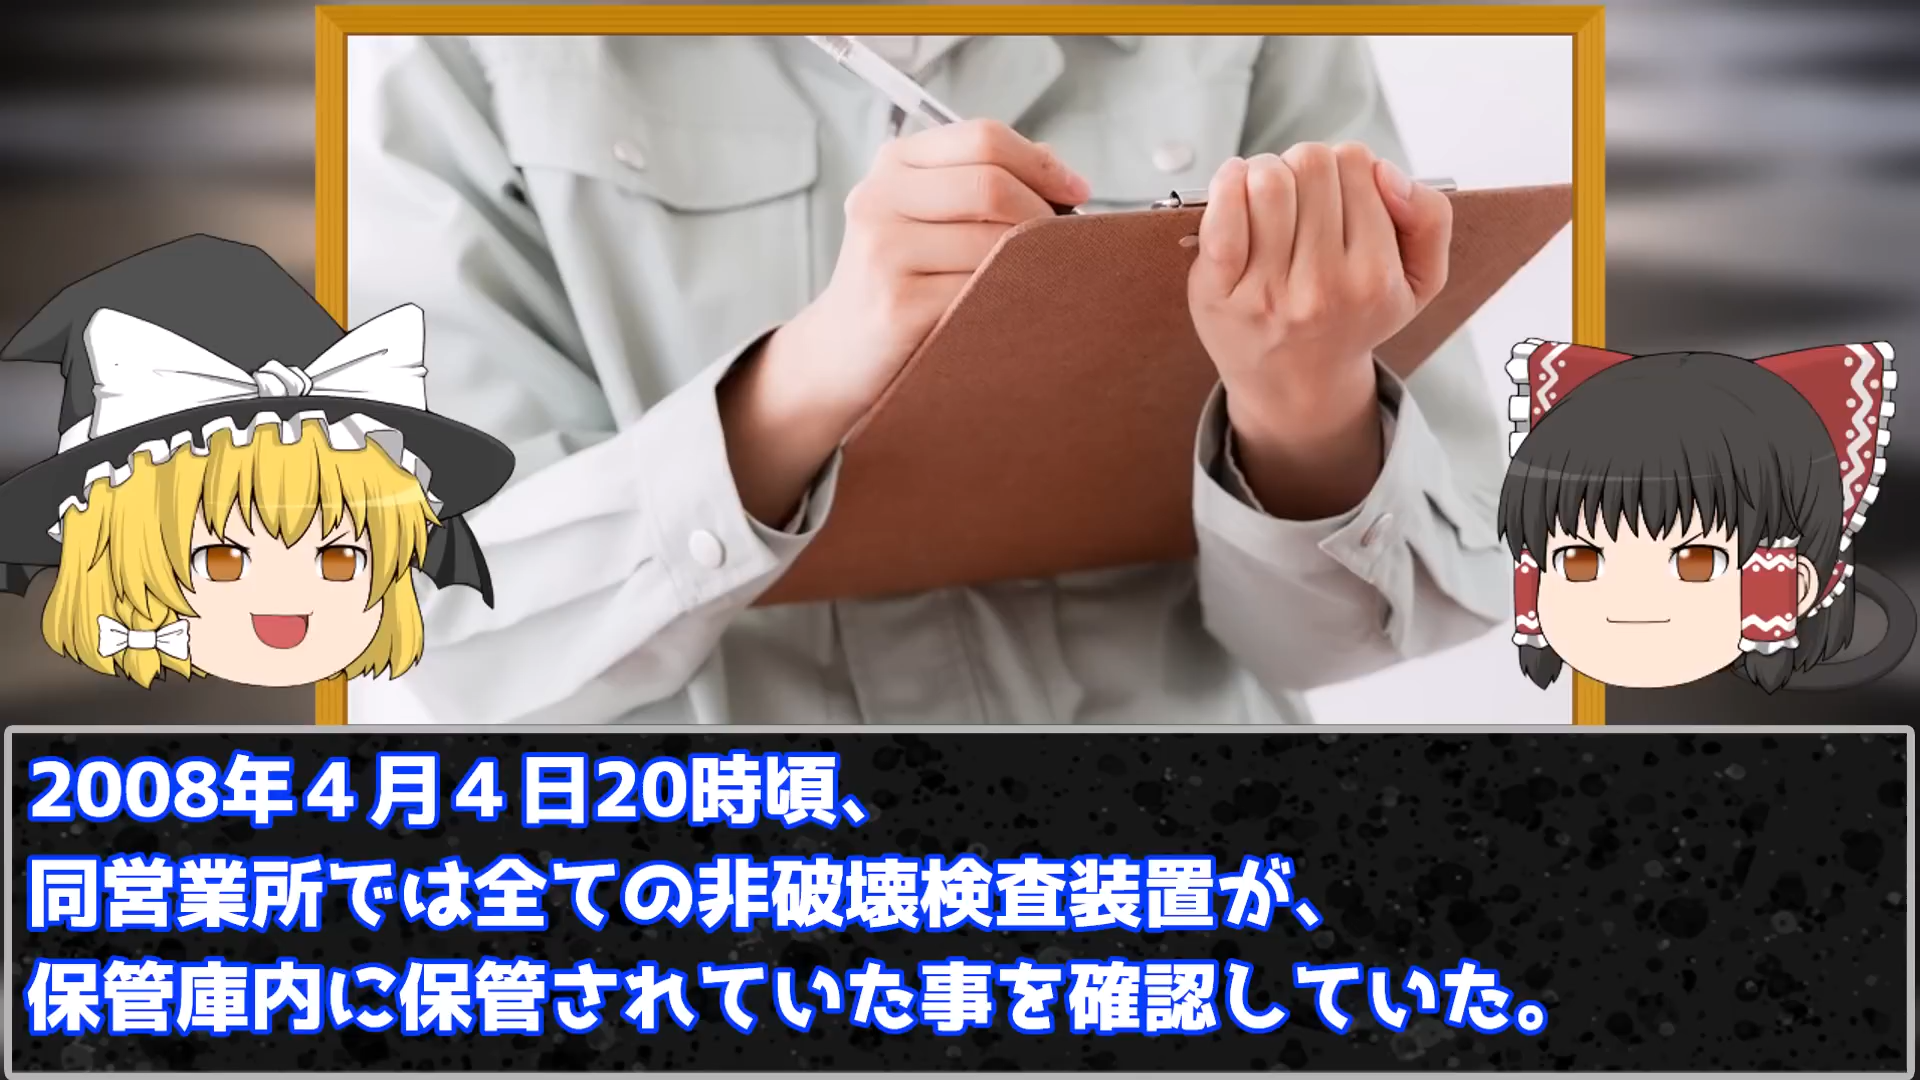 2008年４月４日20時頃、
同営業所では全ての非破壊検査装置が、
保管庫内に保管されていた事を確認していた。